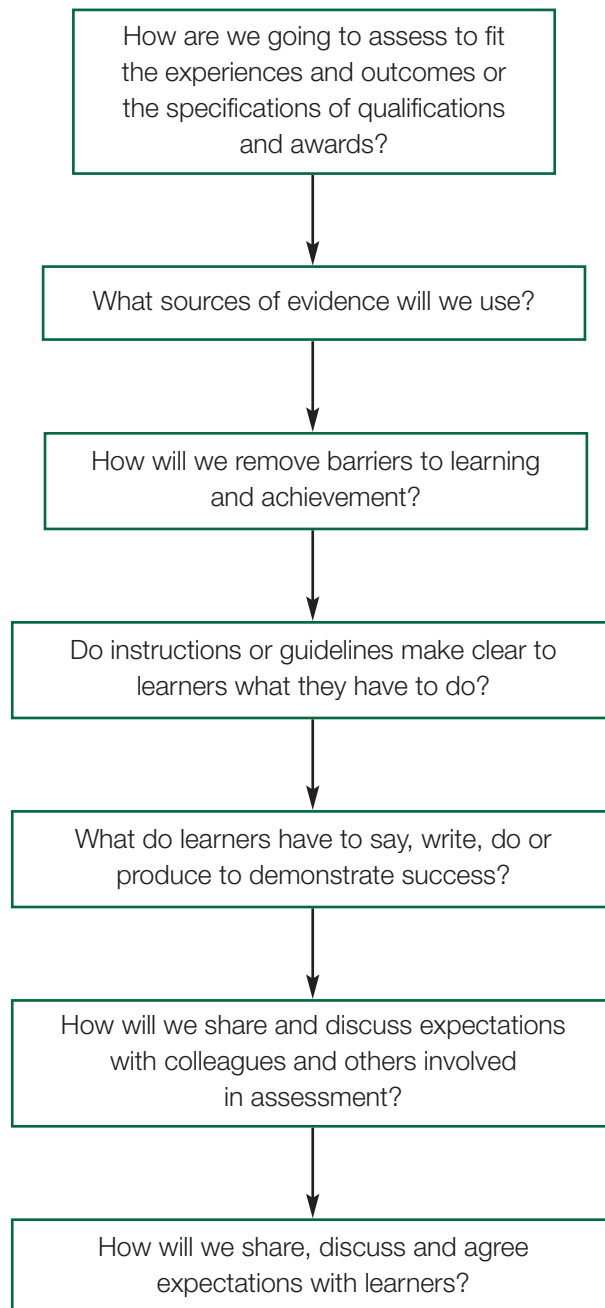 How are we going to assess to fit
the experiences and outcomes or
the specifications of qualifications
and awards?
What sources of evidence will we use?
How will we remove barriers to learning
and achievement?
Do instructions or guidelines make clear to
learners what they have to do?
What do learners have to say, write, do or
produce to demonstrate success?
How will we share and discuss expectations
with colleagues and others involved
in assessment?
How will we share, discuss and agree
expectations with learners?